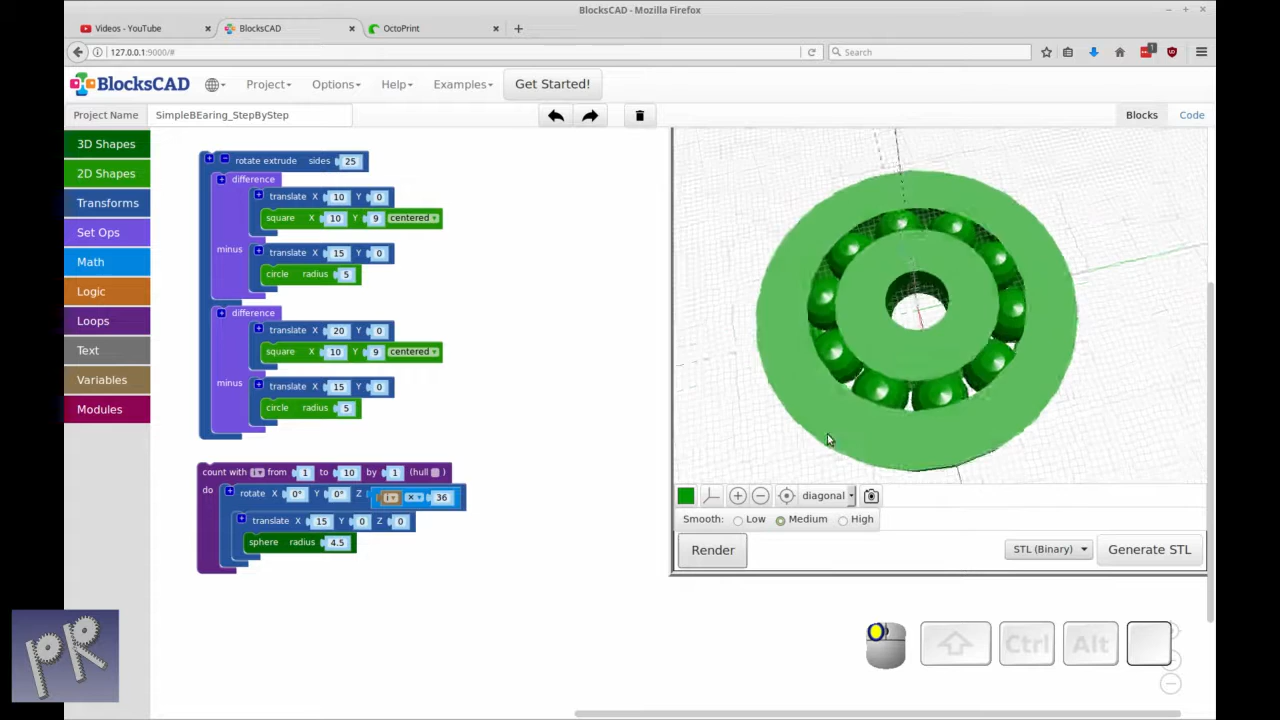 BlocksCAD - Mozilla Firefox
Videos - YouTube
BlocksCAD
OctoPrint
127.0.0.1:9000/#
Search
1
BlocksCAD
Project
Options
Help
Examples
Get Started!
Project Name
SimpleBEaring_StepByStep
Blocks
Code
3D Shapes
2D Shapes
Transforms
Set Ops
Math
Logic
Loops
Text
Variables
Modules
rotate extrude sides 25
difference
translate X 10 Y 0
square X 10 Y 9 centered
minus
translate X 15 Y 0
circle radius 5
difference
translate X 20 Y 0
square X 10 Y 9 centered
minus
translate X 15 Y 0
circle radius 5
count with i from 1 to 10 by 1 (hull )
do
rotate X 0° Y 0° Z i × 36
translate X 15 Y 0 Z 0
sphere radius 4.5
diagonal
Smooth: Low Medium High
Render
STL (Binary)
Generate STL
Ctrl
Alt
PR